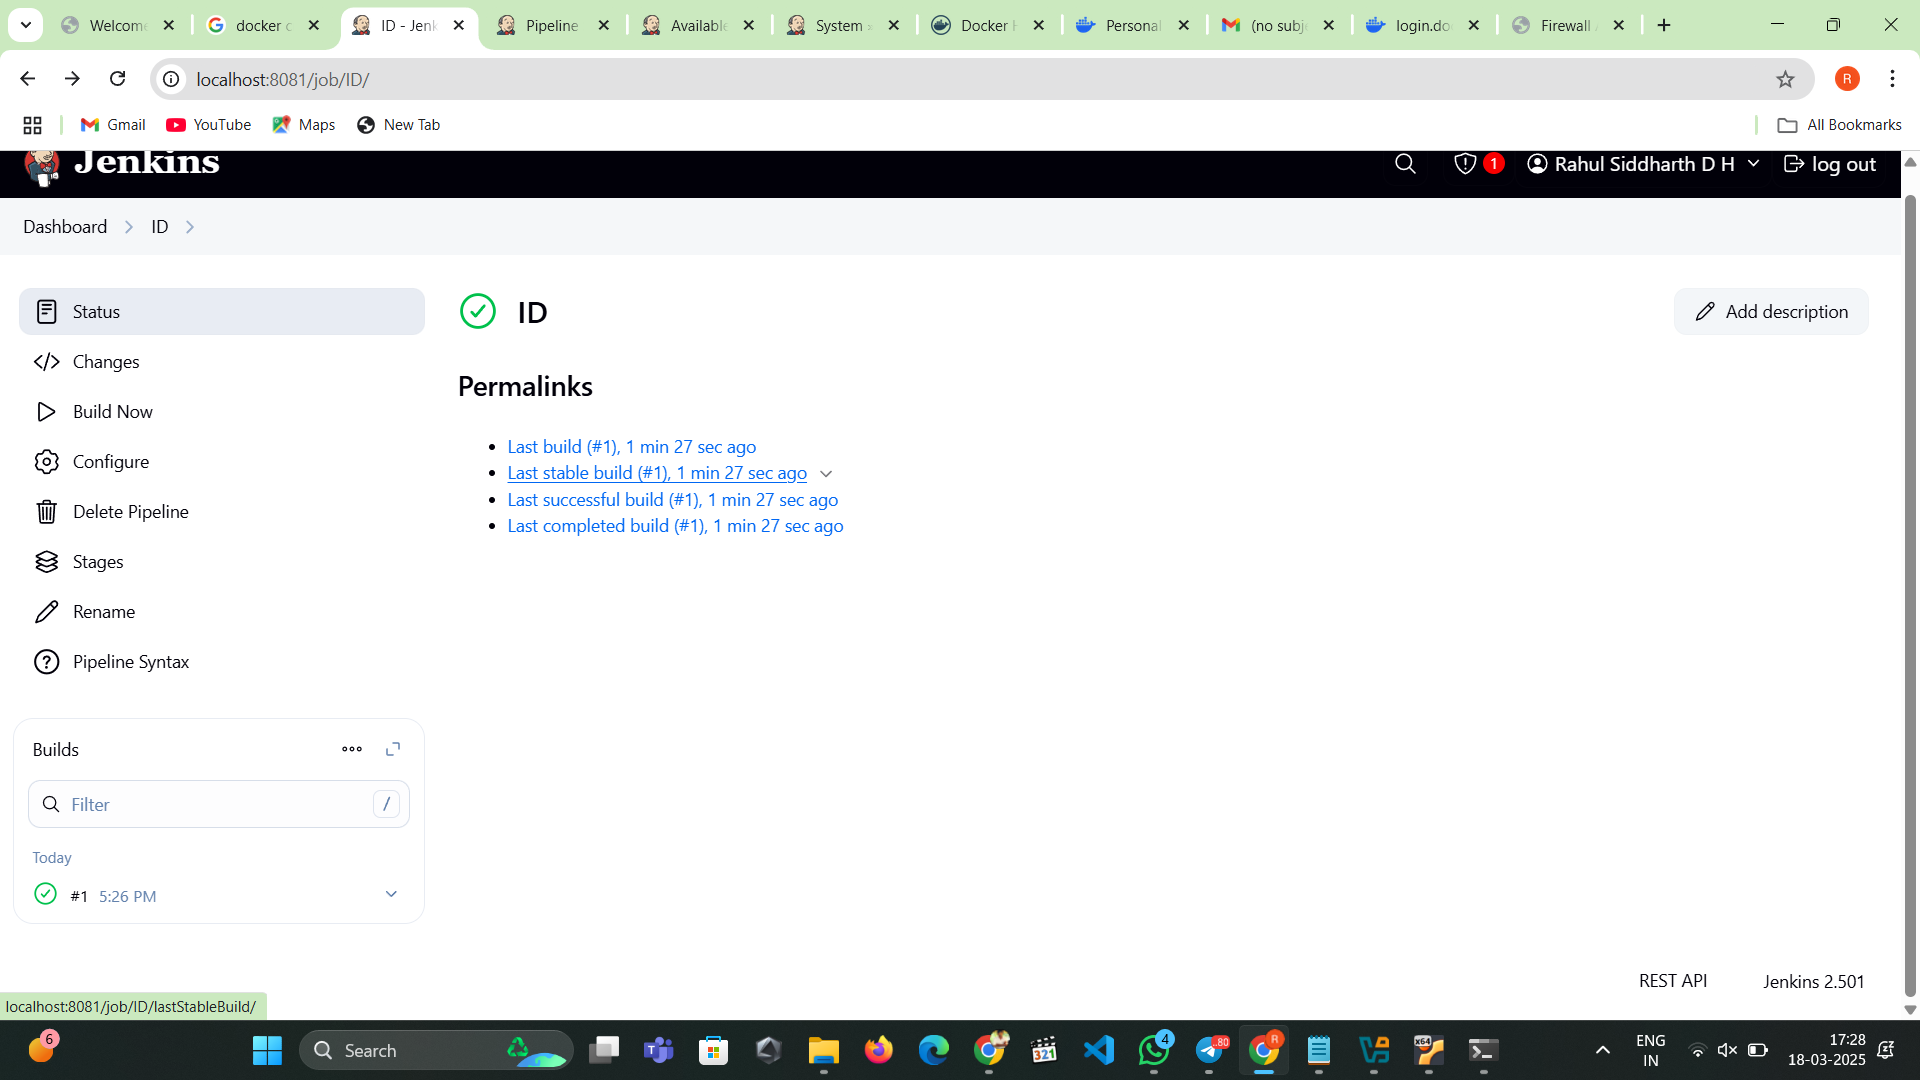 Welcome
docker c
ID - Jenk
Pipeline
Available
System »
Docker H
Personal
(no subj
login.doc
Firewall A
localhost:8081/job/ID/
R
Gmail
YouTube
Maps
New Tab
All Bookmarks
Jenkins
1
Rahul Siddharth D H
log out
Dashboard
ID
Status
Changes
Build Now
Configure
Delete Pipeline
Stages
Rename
Pipeline Syntax
ID
Add description
Permalinks
Last build (#1), 1 min 27 sec ago
Last stable build (#1), 1 min 27 sec ago
Last successful build (#1), 1 min 27 sec ago
Last completed build (#1), 1 min 27 sec ago
Builds
Filter
/
Today
#1 5:26 PM
REST API
Jenkins 2.501
localhost:8081/job/ID/lastStableBuild/
6
Search
321
4
..80
R
x64
ENG
IN
17:28
18-03-2025